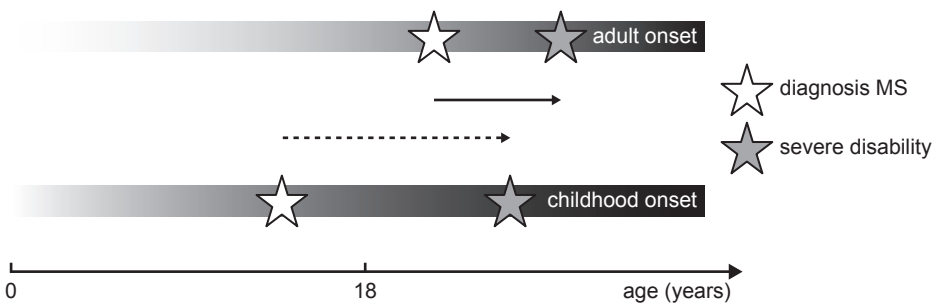 adult onset
diagnosis MS
severe disability
childhood onset
0
18
age (years)